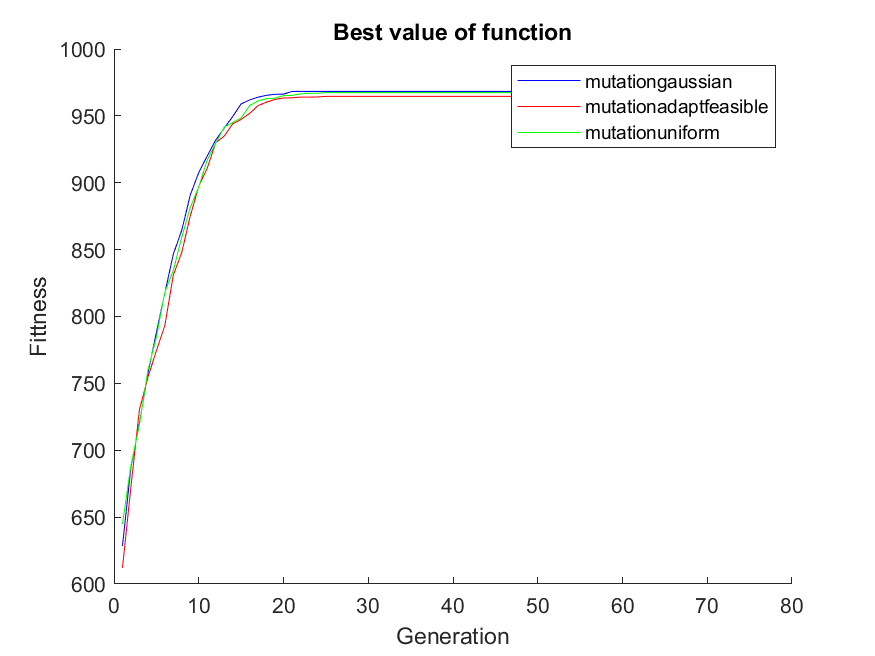 Best value of function
1000
950
900
850
800
750
700
650
600
Fittness
mutationgaussian
mutationadaptfeasible
mutationuniform
0 10 20 30 40 50 60 70 80
Generation